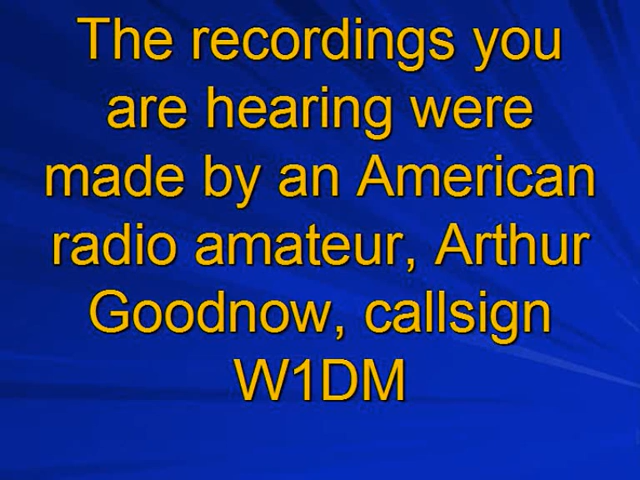 The recordings you
are hearing were
made by an American
radio amateur, Arthur
Goodnow, callsign
W1DM